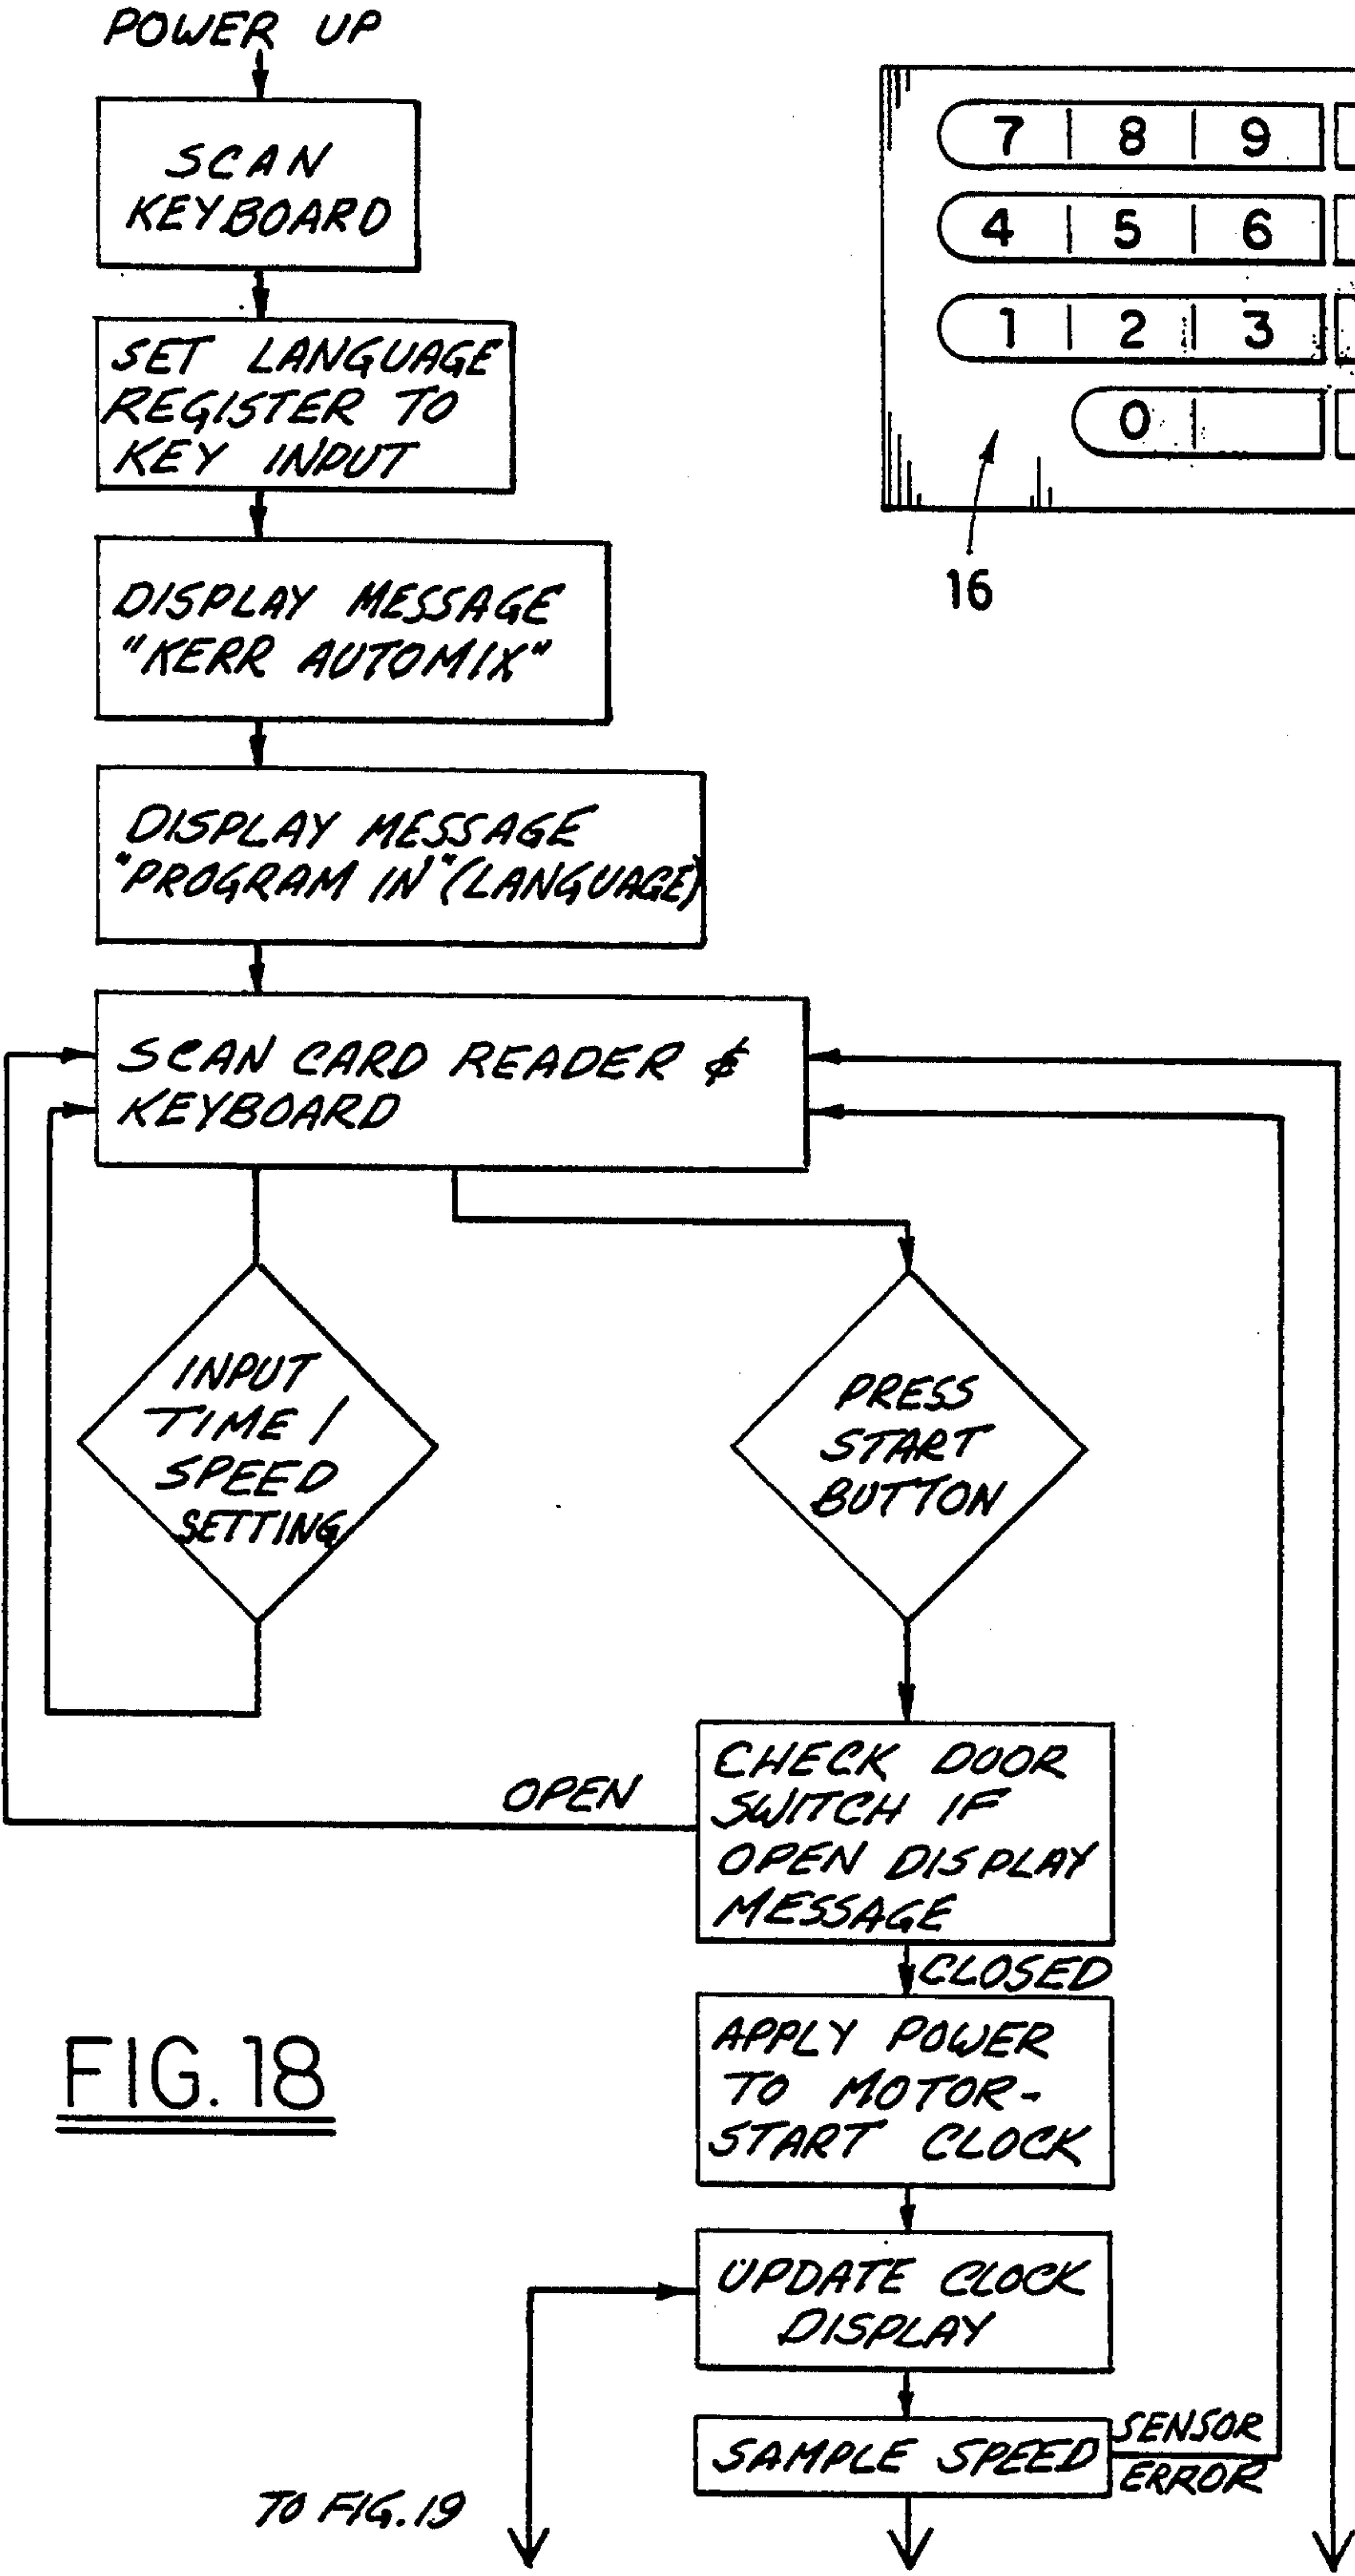 POWER UP
SCAN
KEYBOARD
SET LANGUAGE
REGISTER TO
KEY INPUT
DISPLAY MESSAGE
"KERR AUTOMIX"
DISPLAY MESSAGE
"PROGRAM IN" (LANGUAGE)
SCAN CARD READER &
KEYBOARD
INPUT
TIME /
SPEED
SETTING
PRESS
START
BUTTON
OPEN
CHECK DOOR
SWITCH IF
OPEN DISPLAY
MESSAGE
CLOSED
APPLY POWER
TO MOTOR-
START CLOCK
UPDATE CLOCK
DISPLAY
SAMPLE SPEED
SENSOR
ERROR
TO FIG. 19
FIG. 18
7 8 9
4 5 6
1 2 3
0
16